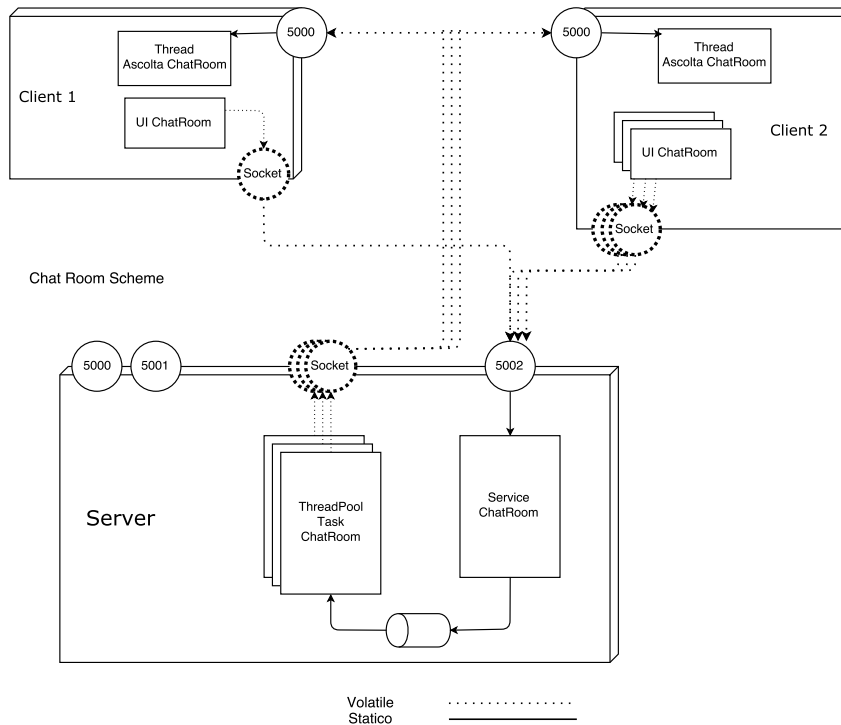 5000
5000
Thread
Ascolta ChatRoom
Thread
Ascolta ChatRoom
Client 1
UI ChatRoom
Client 2
UI ChatRoom
Socket
Socket
Chat Room Scheme
5000
5001
Socket
5002
Server
ThreadPool
Task
ChatRoom
Service
ChatRoom
Volatile
Statico